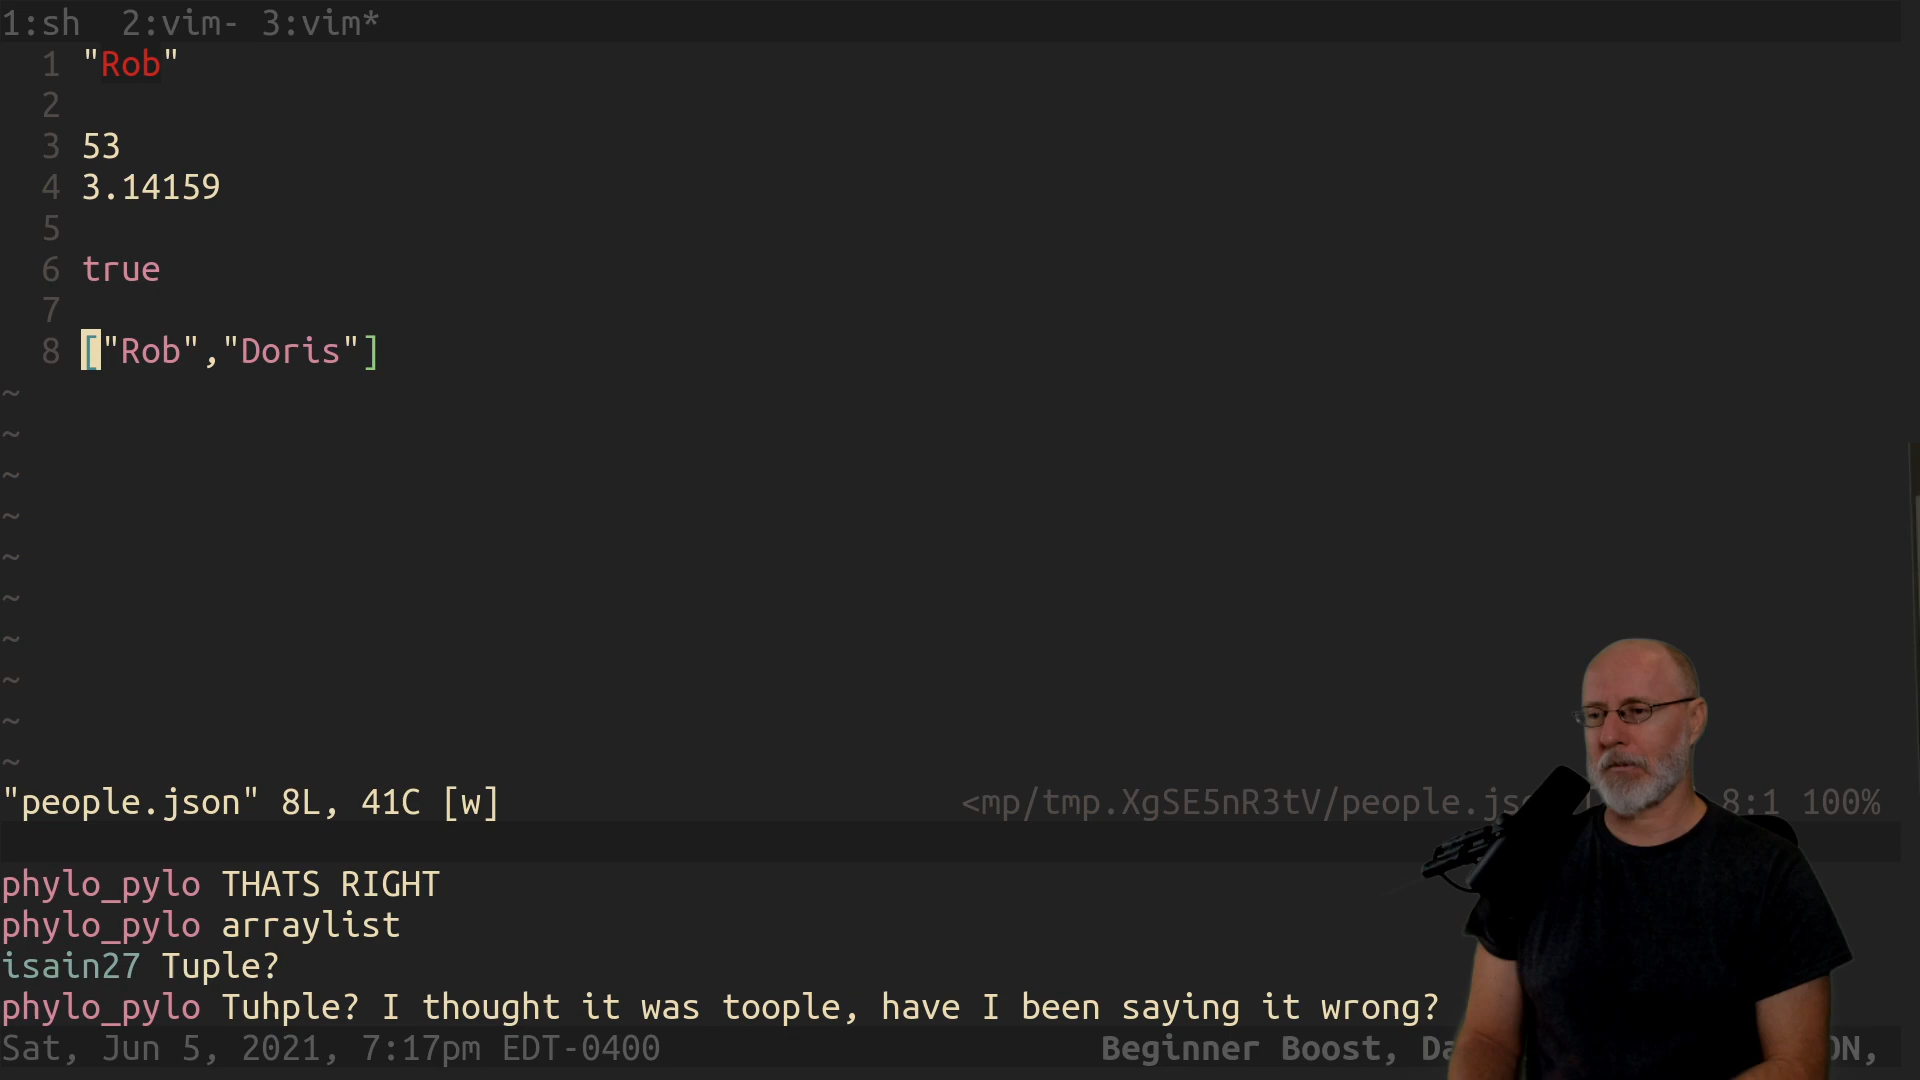 1:sh  2:vim- 3:vim*
1 "Rob"
2
3 53
4 3.14159
5
6 true
7
8 ["Rob","Doris"]
~
~
~
~
~
~
~
~
~
~
"people.json" 8L, 41C [w] <mp/tmp.XgSE5nR3tV/people.js 8:1 100%
phylo_pylo THATS RIGHT
phylo_pylo arraylist
isain27 Tuple?
phylo_pylo Tuhple? I thought it was toople, have I been saying it wrong?
Sat, Jun 5, 2021, 7:17pm EDT-0400 Beginner Boost,